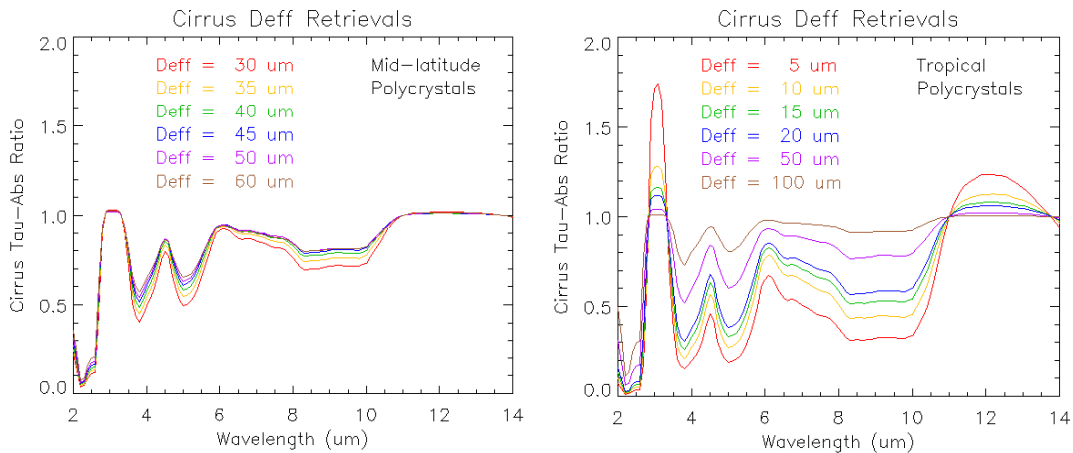 Cirrus Deff Retrievals
2.0
1.5
1.0
0.5
0.0
Cirrus Tau-Abs Ratio
Deff = 30 um
Deff = 35 um
Deff = 40 um
Deff = 45 um
Deff = 50 um
Deff = 60 um
Mid-latitude
Polycrystals
2 4 6 8 10 12 14
Wavelength (um)
Cirrus Deff Retrievals
2.0
1.5
1.0
0.5
0.0
Cirrus Tau-Abs Ratio
Deff = 5 um
Deff = 10 um
Deff = 15 um
Deff = 20 um
Deff = 50 um
Deff = 100 um
Tropical
Polycrystals
2 4 6 8 10 12 14
Wavelength (um)